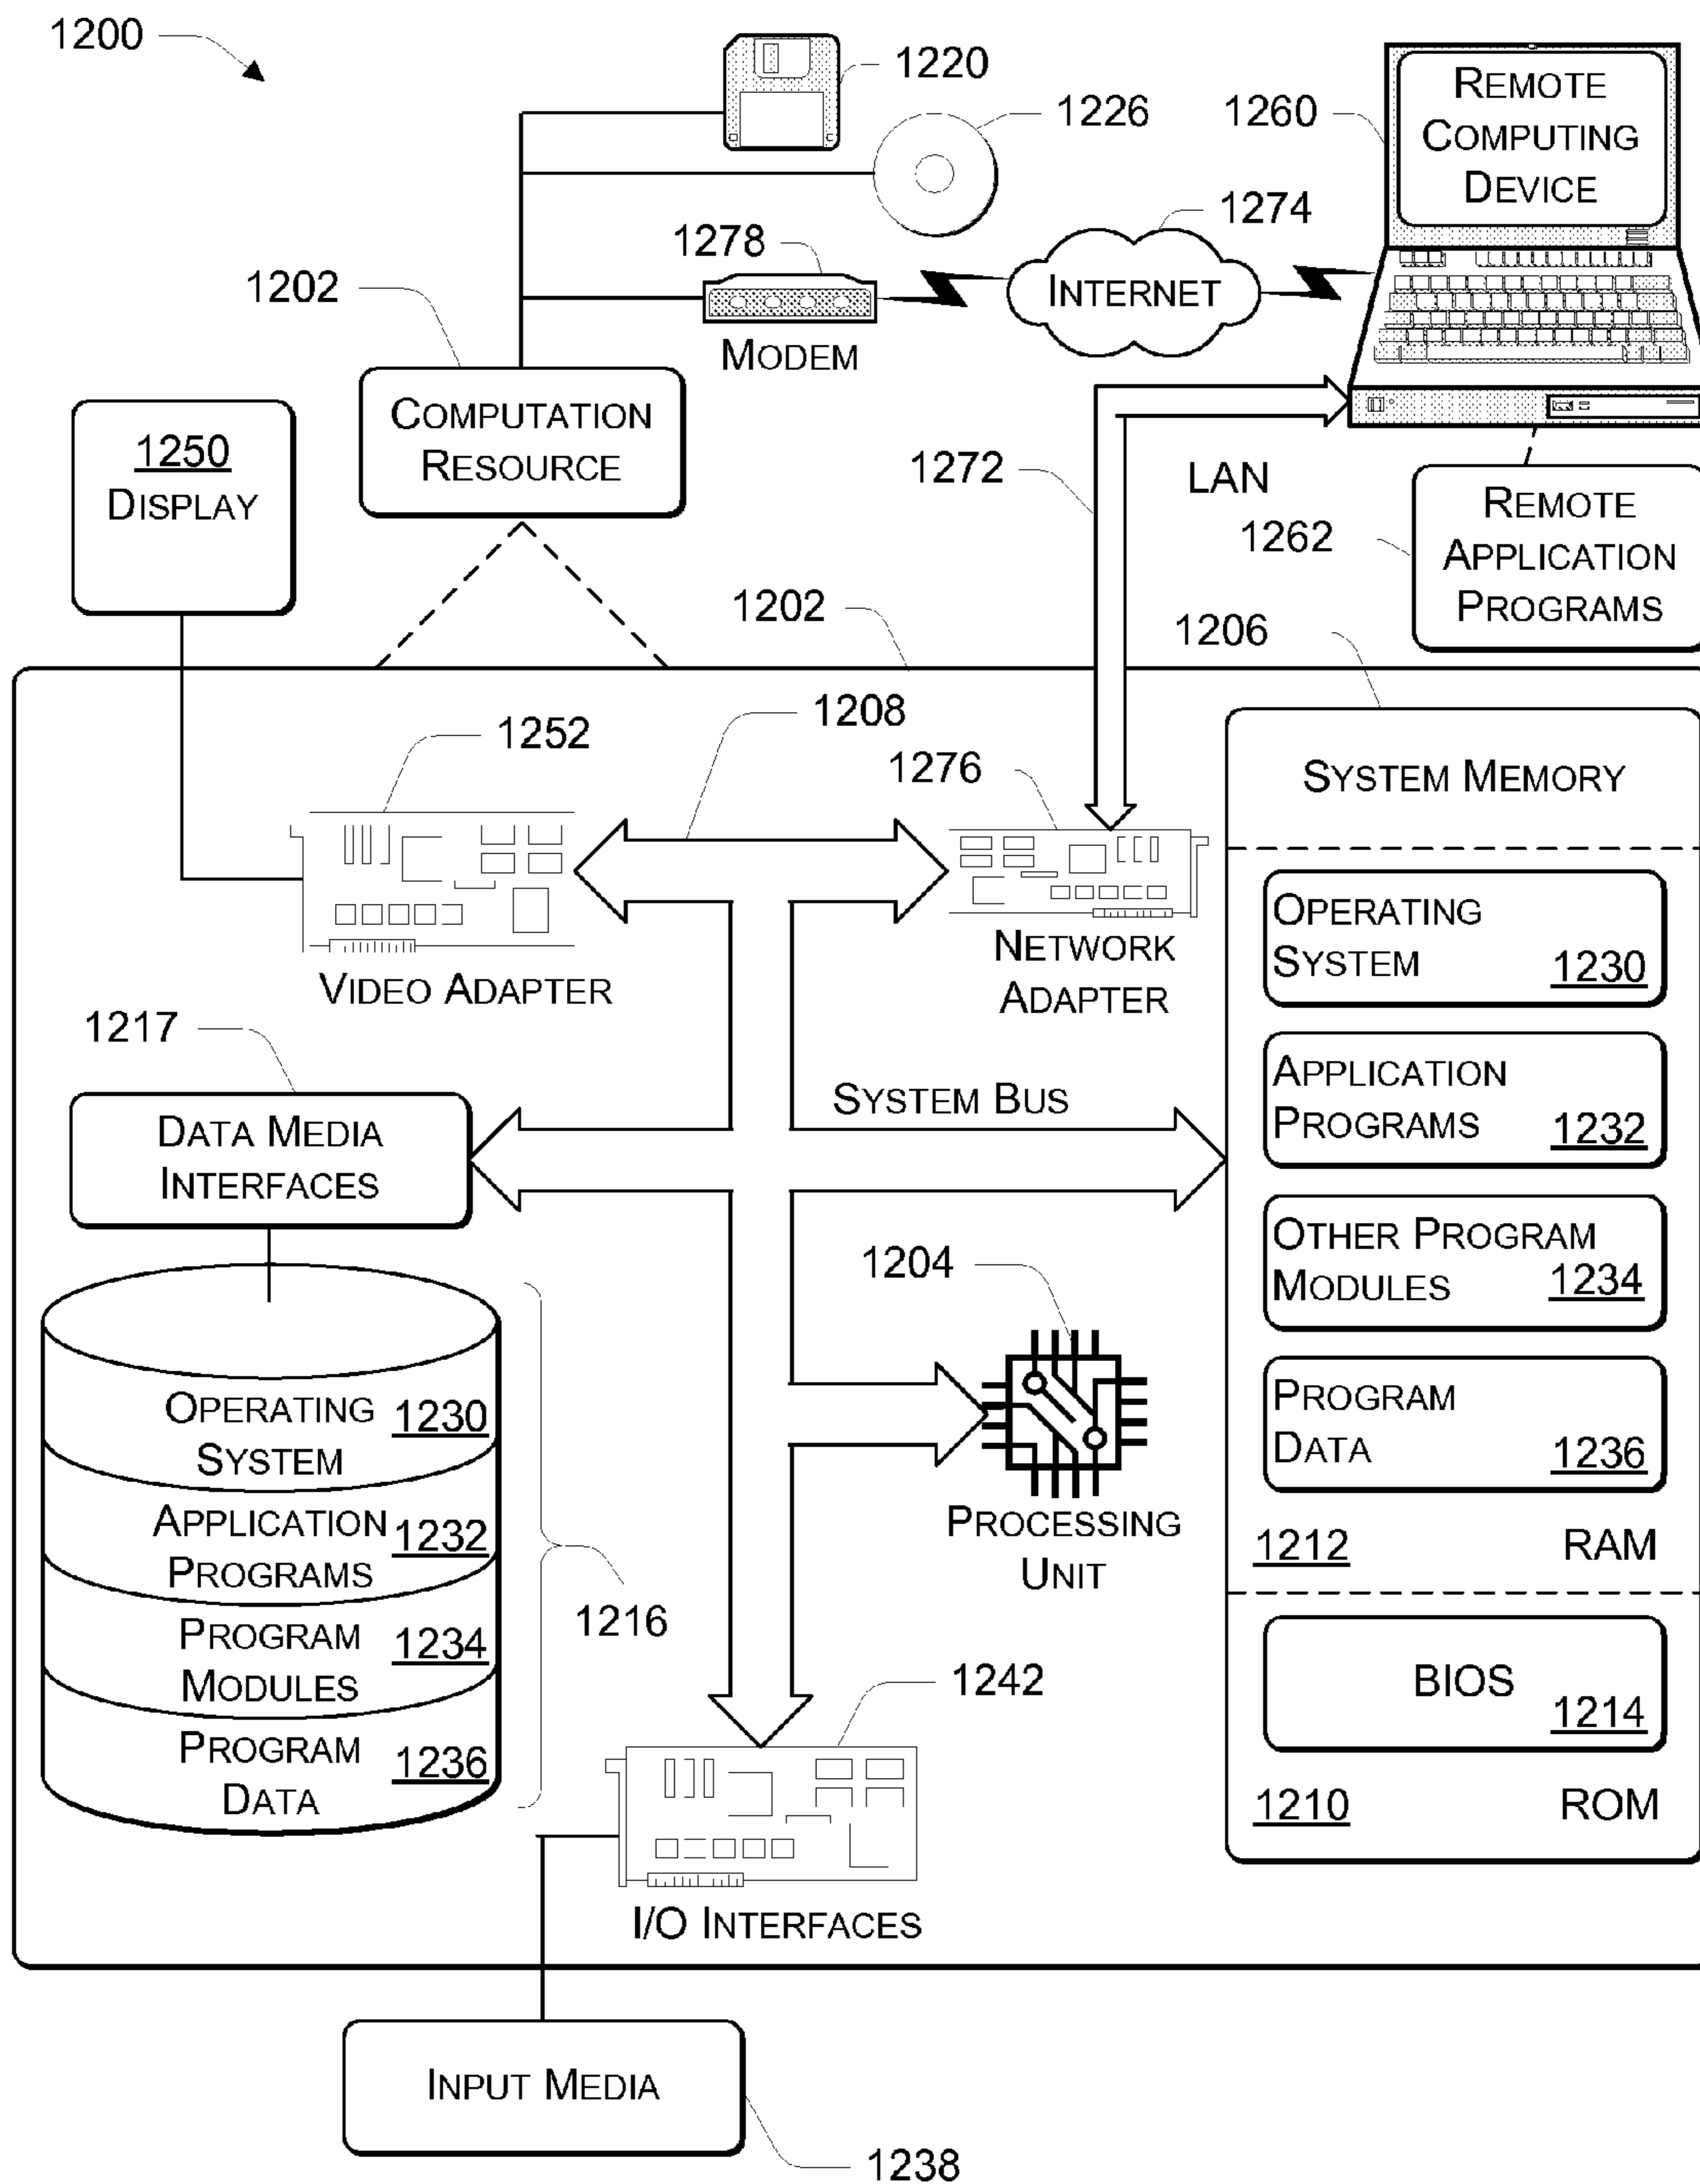 1200
1220
1226
1260
REMOTE
COMPUTING
DEVICE
1274
1278
INTERNET
1202
MODEM
COMPUTATION
RESOURCE
1250
DISPLAY
1272
LAN
1262
REMOTE
APPLICATION
PROGRAMS
1202
1206
1208
1252
1276
SYSTEM MEMORY
OPERATING
SYSTEM 1230
NETWORK
ADAPTER
VIDEO ADAPTER
1217
APPLICATION
PROGRAMS 1232
SYSTEM BUS
DATA MEDIA
INTERFACES
OTHER PROGRAM
MODULES 1234
1204
PROGRAM
DATA 1236
OPERATING 1230
SYSTEM
APPLICATION 1232
PROGRAMS
PROGRAM 1234
MODULES
PROGRAM 1236
DATA
1216
PROCESSING
UNIT
1212 RAM
BIOS
1214
1242
1210 ROM
I/O INTERFACES
INPUT MEDIA
1238